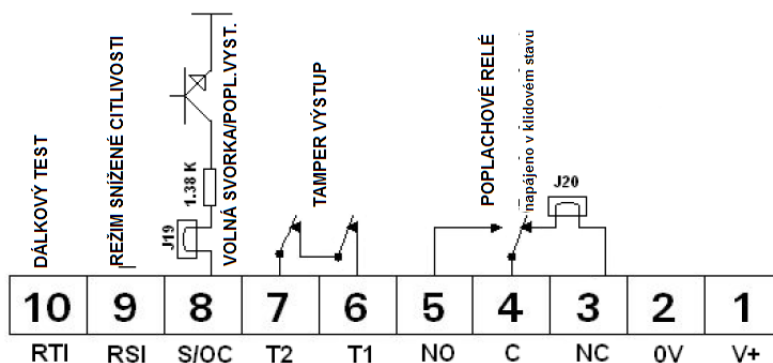 DÁLKOVÝ TEST
REŽIM SNÍŽENÉ CITLIVOSTI
J19
1.38 K
VOLNÁ SVORKA/POPL.VYST.
TAMPER VÝSTUP
POPLACHOVÉ RELÉ
napájeno v klidovém stavu
J20
10 9 8 7 6 5 4 3 2 1
RTI RSI S/OC T2 T1 NO C NC 0V V+